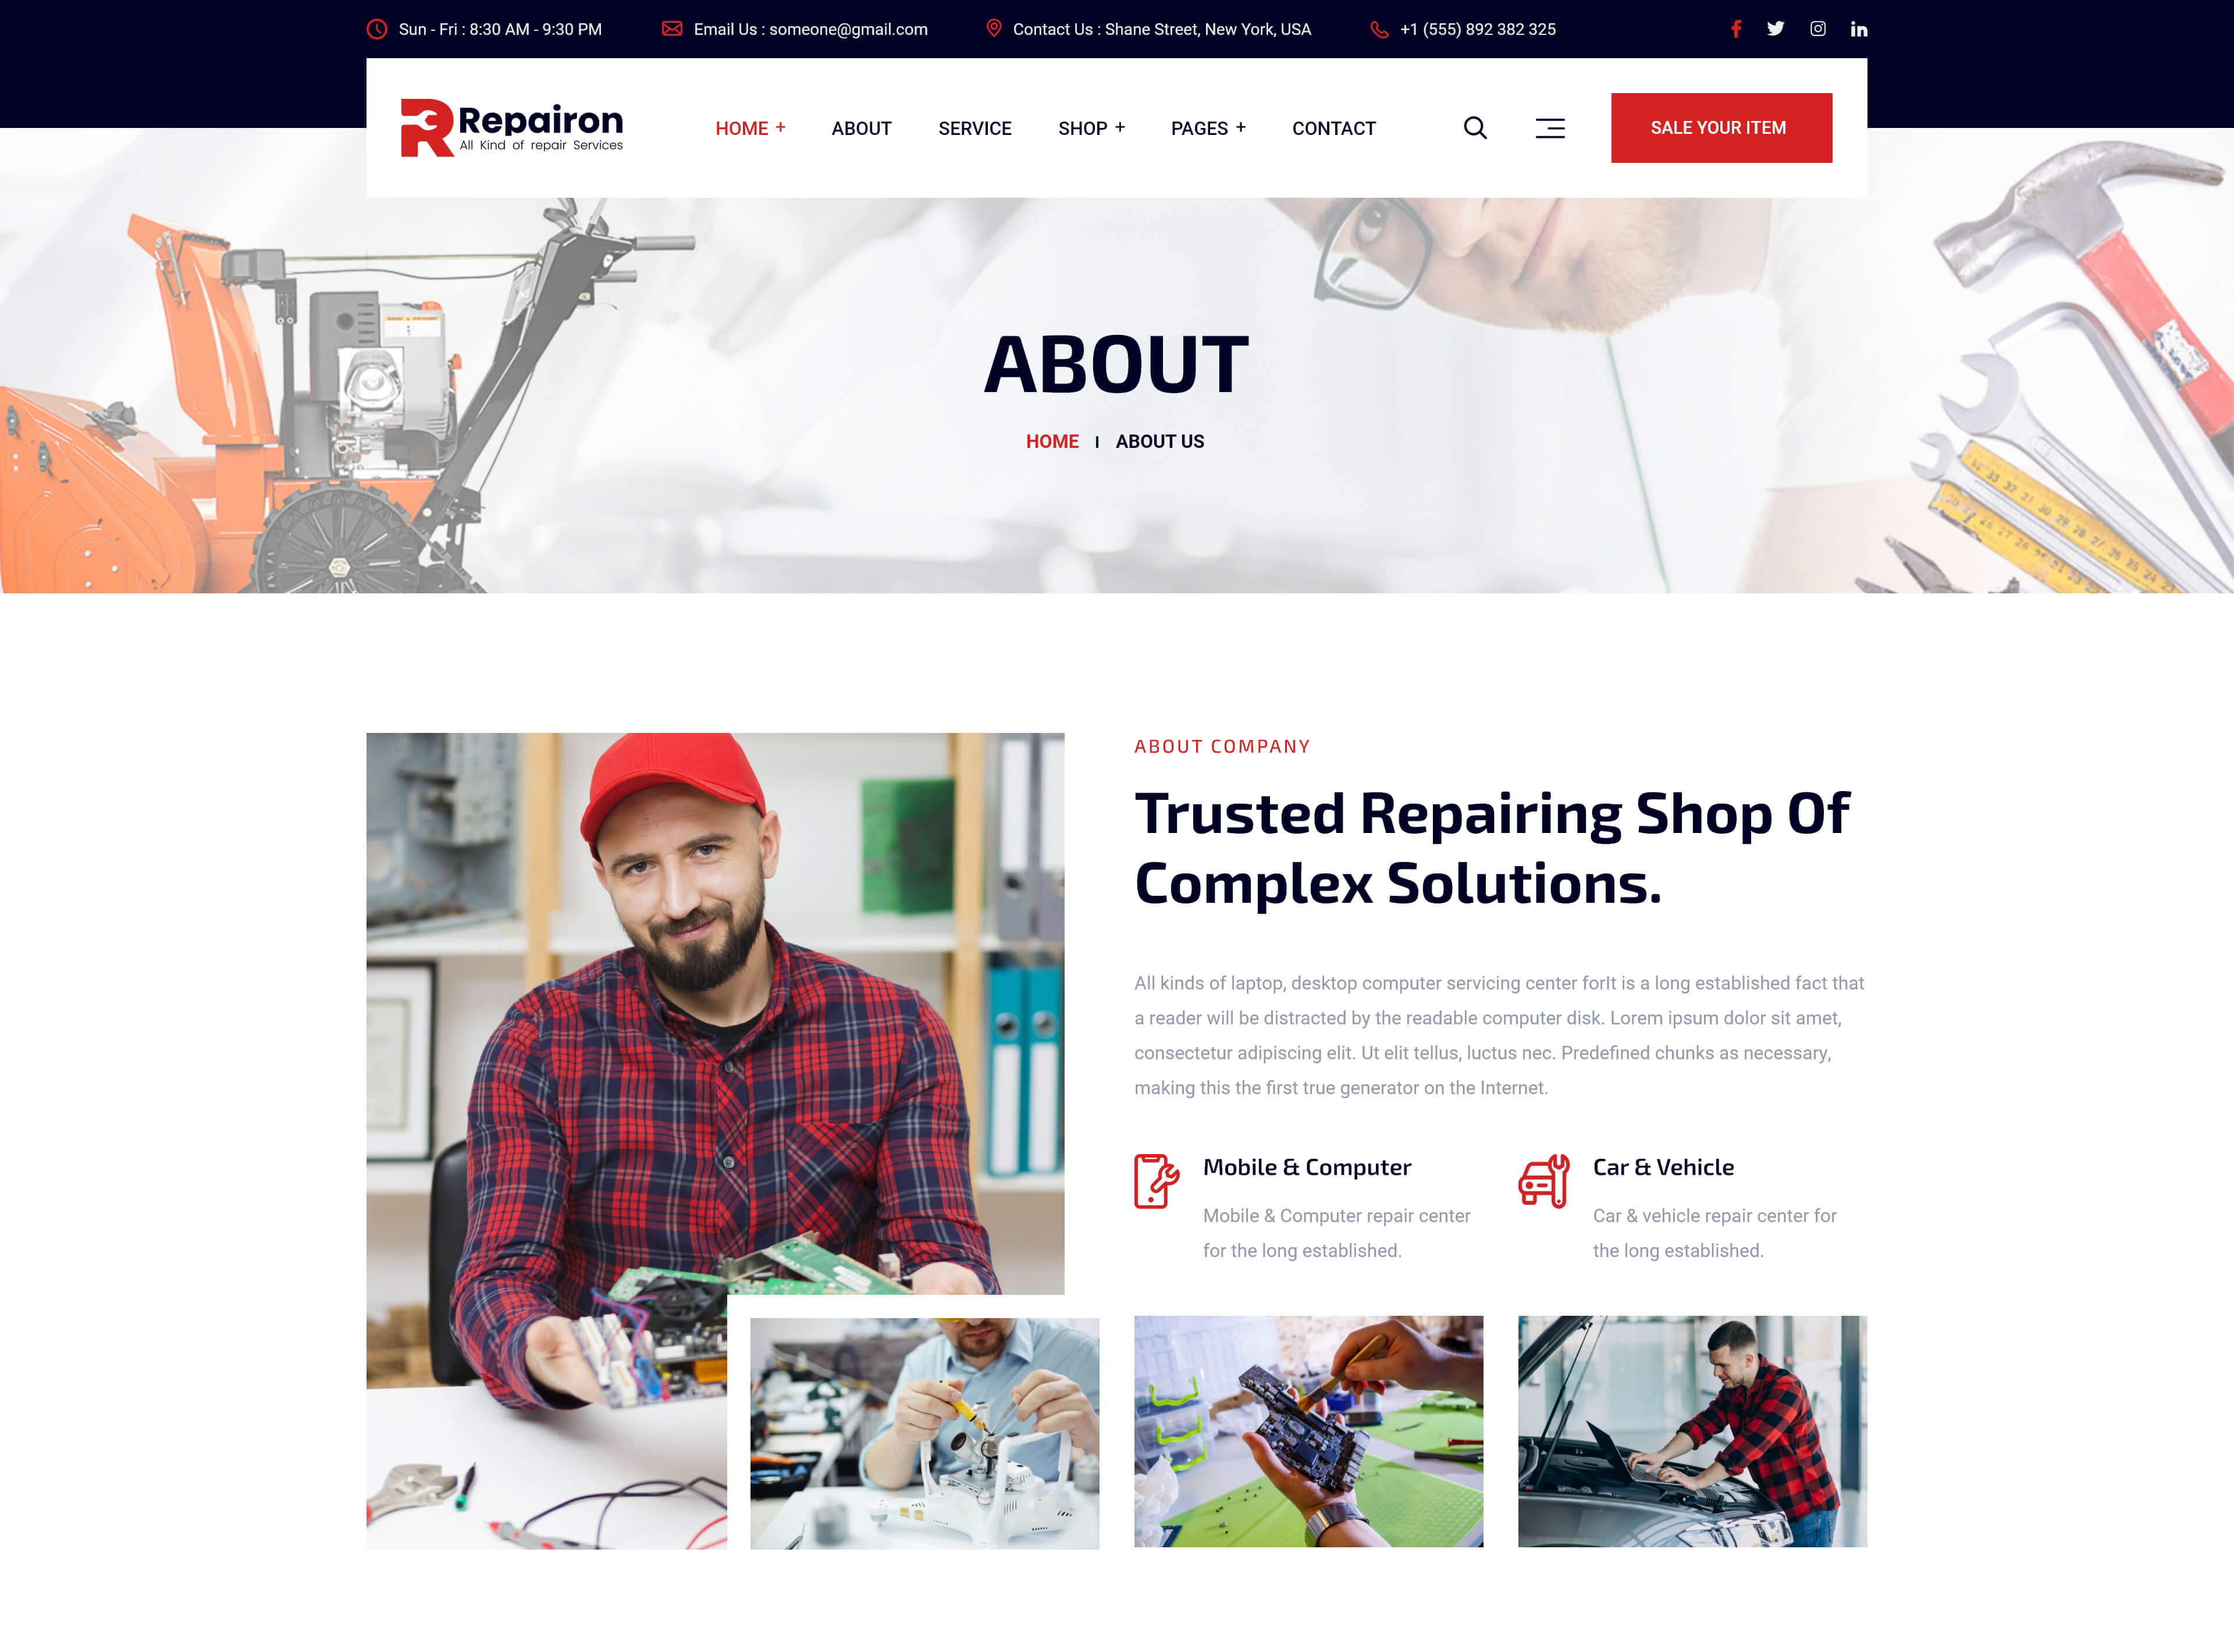 Sun - Fri : 8:30 AM - 9:30 PM
Email Us : someone@gmail.com
Contact Us : Shane Street, New York, USA
+1 (555) 892 382 325
Repairon
All Kind of repair Services
HOME +
ABOUT
SERVICE
SHOP +
PAGES +
CONTACT
SALE YOUR ITEM
ABOUT
HOME | ABOUT US
ABOUT COMPANY
Trusted Repairing Shop Of
Complex Solutions.
All kinds of laptop, desktop computer servicing center forIt is a long established fact that
a reader will be distracted by the readable computer disk. Lorem ipsum dolor sit amet,
consectetur adipiscing elit. Ut elit tellus, luctus nec. Predefined chunks as necessary,
making this the first true generator on the Internet.
Mobile & Computer
Mobile & Computer repair center
for the long established.
Car & Vehicle
Car & vehicle repair center for
the long established.